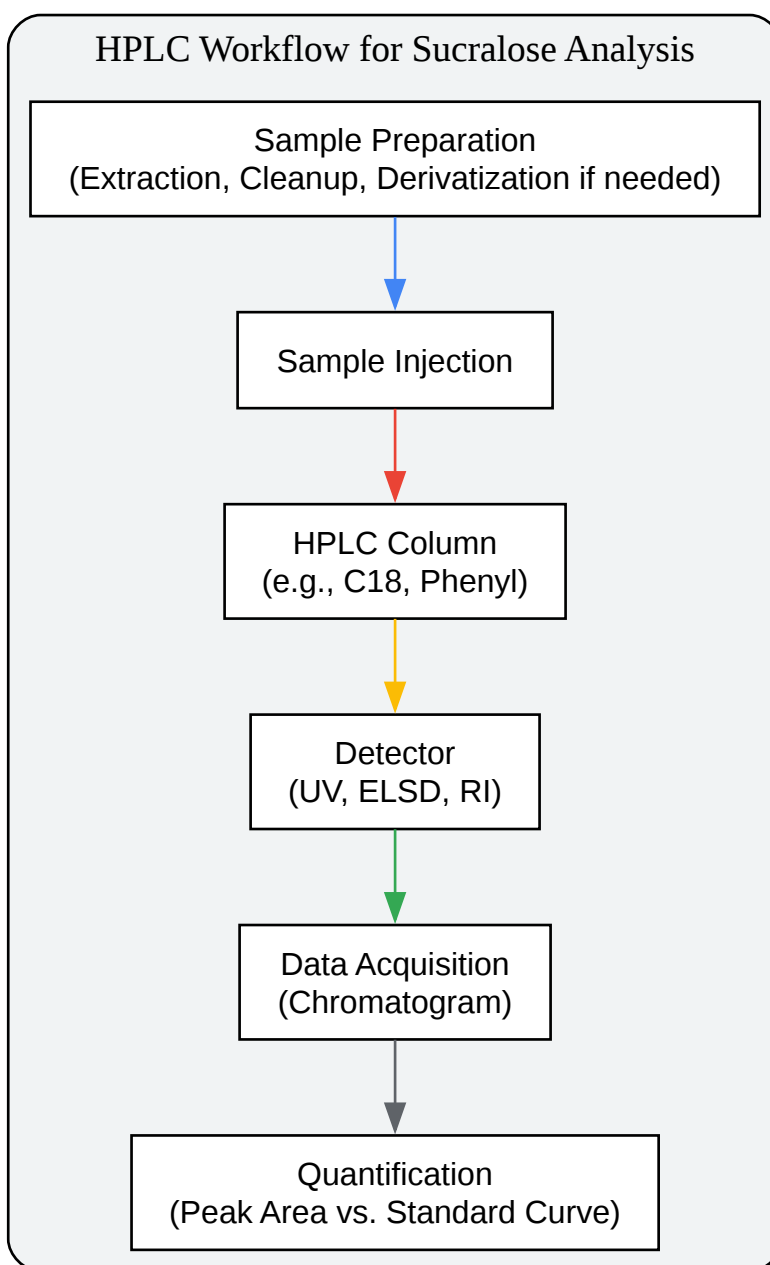 HPLC Workflow for Sucralose Analysis
Sample Preparation
(Extraction, Cleanup, Derivatization if needed)
Sample Injection
HPLC Column
(e.g., C18, Phenyl)
Detector
(UV, ELSD, RI)
Data Acquisition
(Chromatogram)
Quantification
(Peak Area vs. Standard Curve)